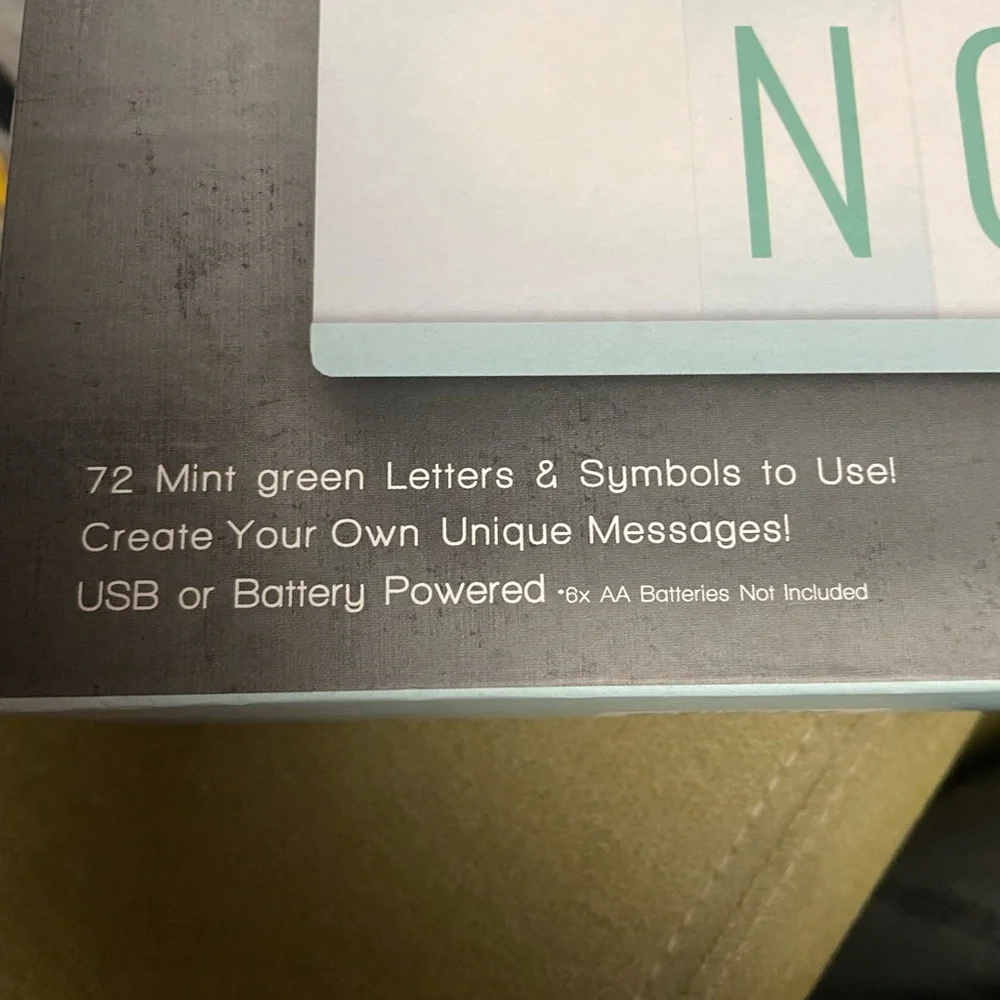 N
72 Mint green Letters & Symbols to Use!
Create Your Own Unique Messages!
USB or Battery Powered •6x AA Batteries Not Included